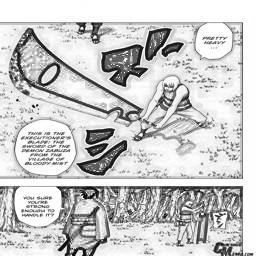 PRETTY
HEAVY
...
THIS IS THE
EXECUTIONER'S
BLADE: THE
SWORD OF THE
DEMON ZABUZA
FROM THE
VILLAGE OF
BLOODY MIST
YOU SURE
YOU'RE
STRONG
ENOUGH TO
HANDLE IT?